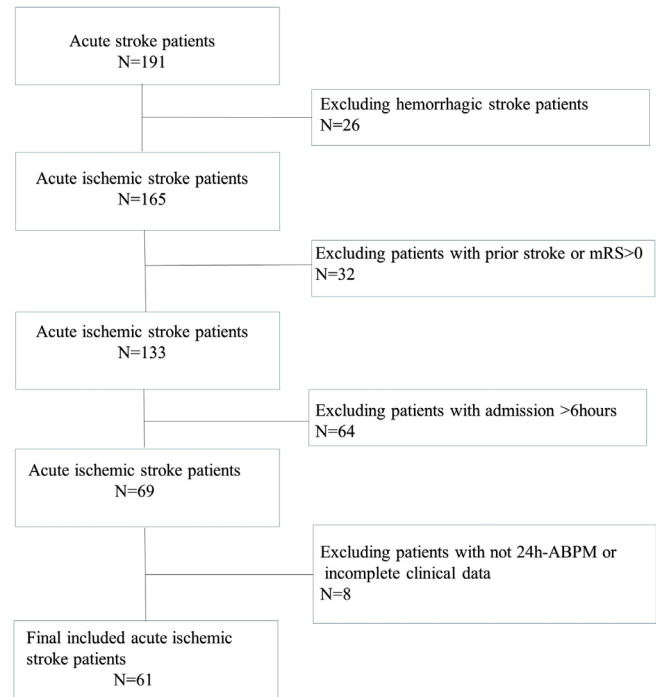 Acute stroke patients
N=191
Excluding hemorrhagic stroke patients
N=26
Acute ischemic stroke patients
N=165
Excluding patients with prior stroke or mRS>0
N=32
Acute ischemic stroke patients
N=133
Excluding patients with admission >6hours
N=64
Acute ischemic stroke patients
N=69
Excluding patients with not 24h-ABPM or
incomplete clinical data
N=8
Final included acute ischemic
stroke patients
N=61